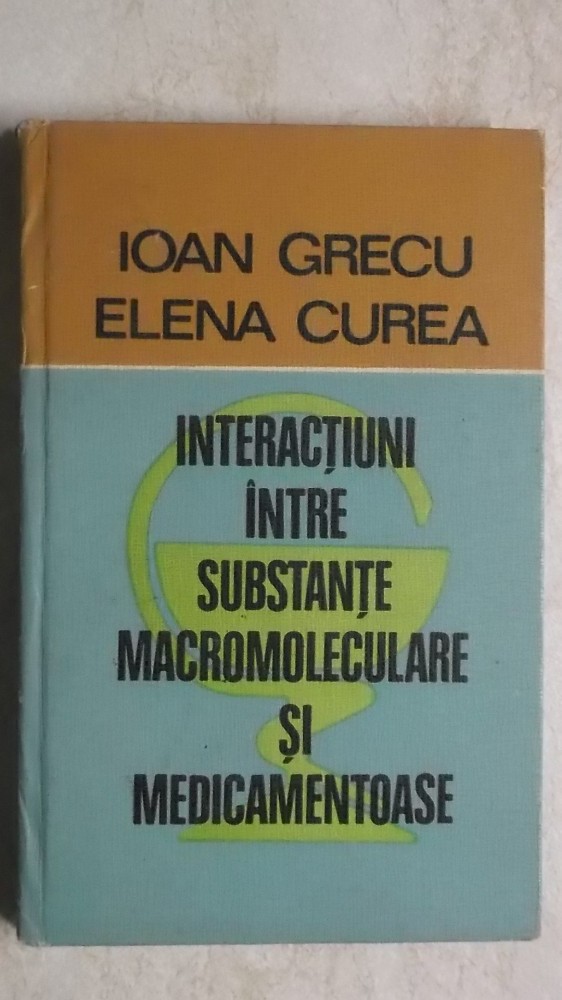 IOAN GRECU
ELENA CUREA
INTERACȚIUNI
ÎNTRE
SUBSTANȚE
MACROMOLECULARE
ȘI
MEDICAMENTOASE